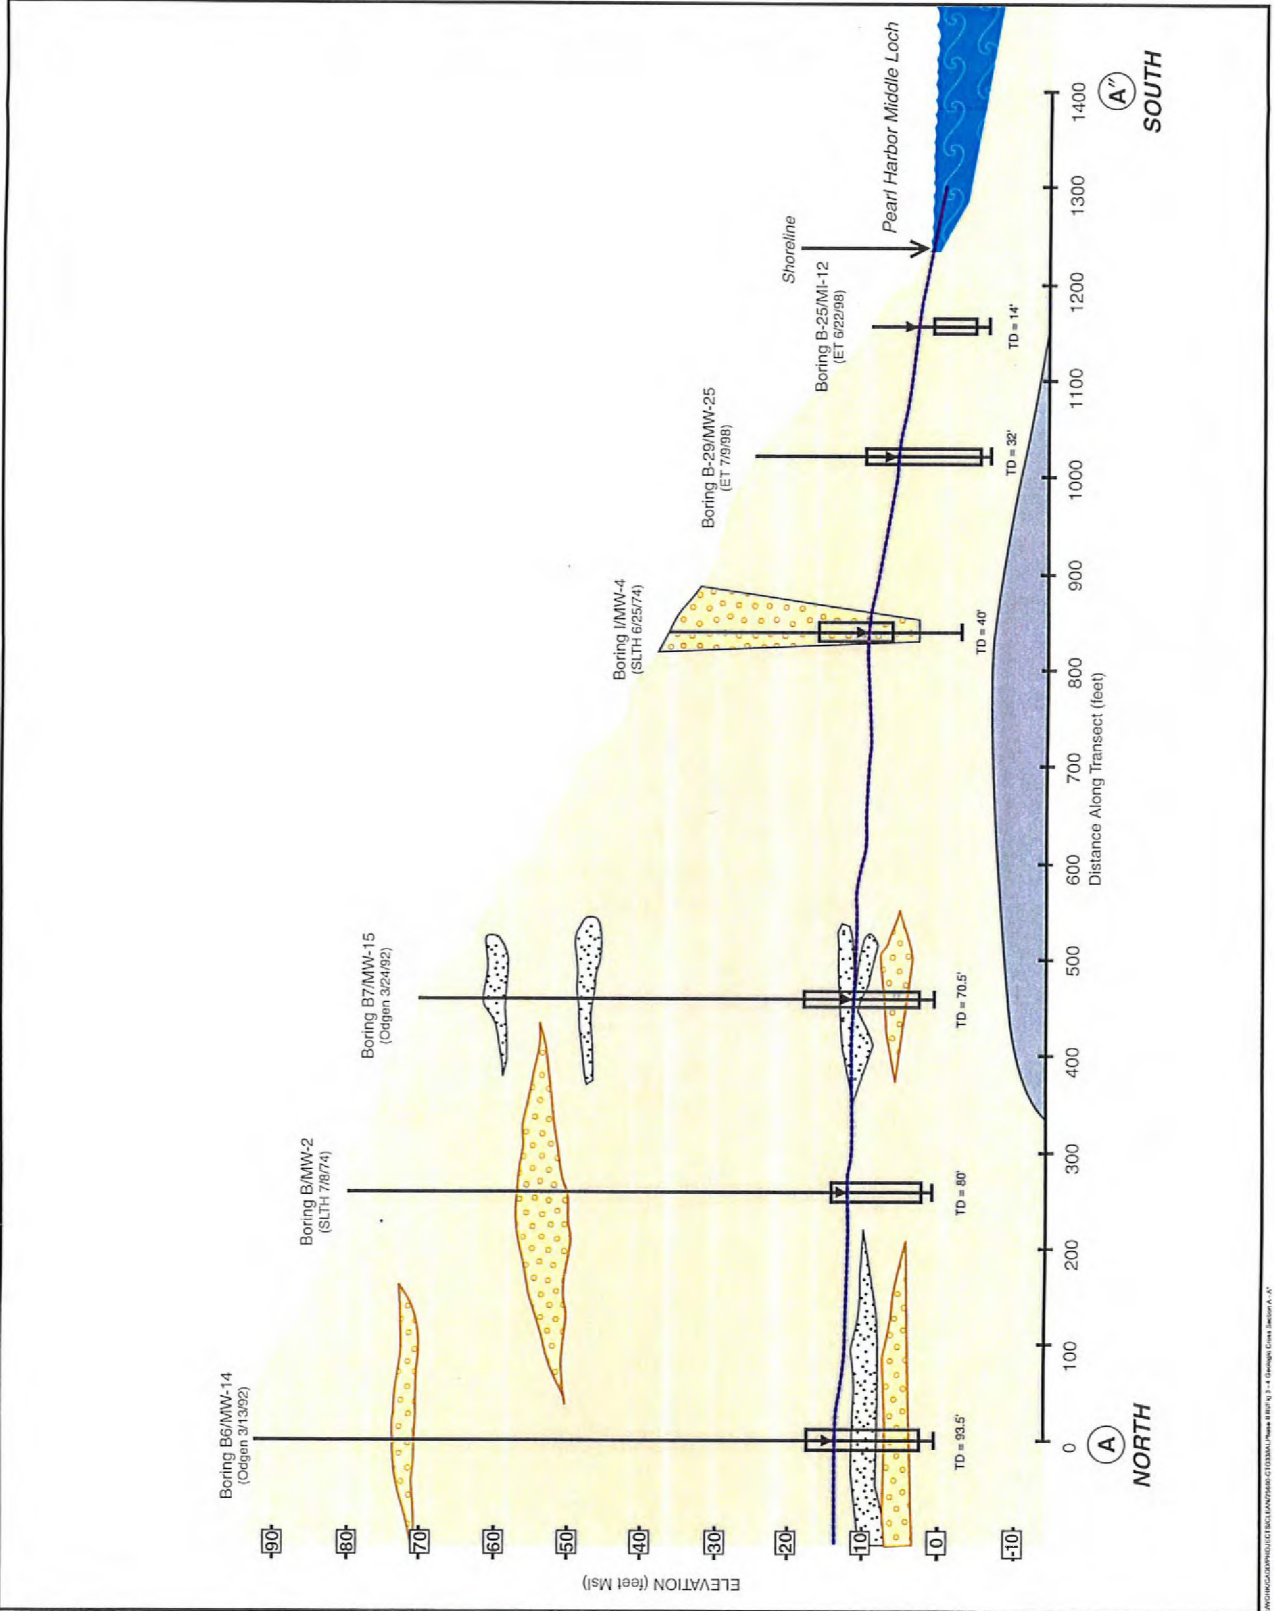 Boring B6/MW-14
(Odgen 3/13/92)
Boring B/MW-2
(SLTH 7/8/74)
Boring B7/MW-15
(Odgen 3/24/92)
Boring I/MW-4
(SLTH 6/25/74)
Boring B-29/MW-25
(ET 7/9/98)
Boring B-25/MI-12
(ET 6/22/98)
Shoreline
Pearl Harbor Middle Loch
ELEVATION (feet Msl)
-90-
-80-
-70-
-60-
-50-
-40-
-30-
-20-
-10-
-0-
-10-
TD = 93.5'
TD = 80'
TD = 70.5'
TD = 40'
TD = 32'
TD = 14'
0
100
200
300
400
500
600
700
800
900
1000
1100
1200
1300
1400
Distance Along Transect (feet)
A
NORTH
A"
SOUTH